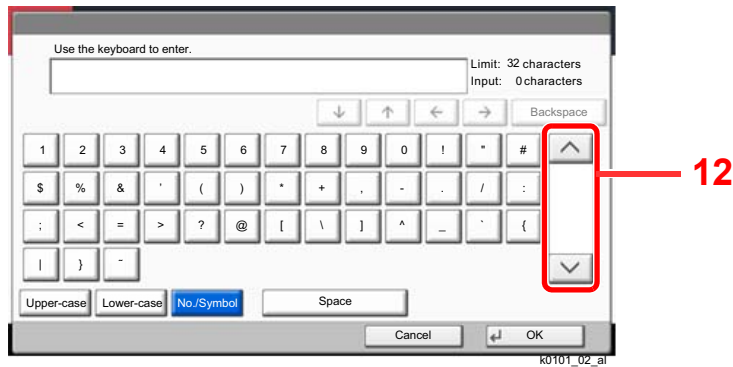 Use the keyboard to enter.
Limit: 32 characters
Input: 0 characters
↓ ↑ ← → Backspace
1 2 3 4 5 6 7 8 9 0 ! " #
$ % & ' ( ) * + , - . / :
12
; < = > ? @ [ \ ] ^ _ ` {
| } ~
Upper-case Lower-case No./Symbol Space
Cancel OK
k0101_02_al